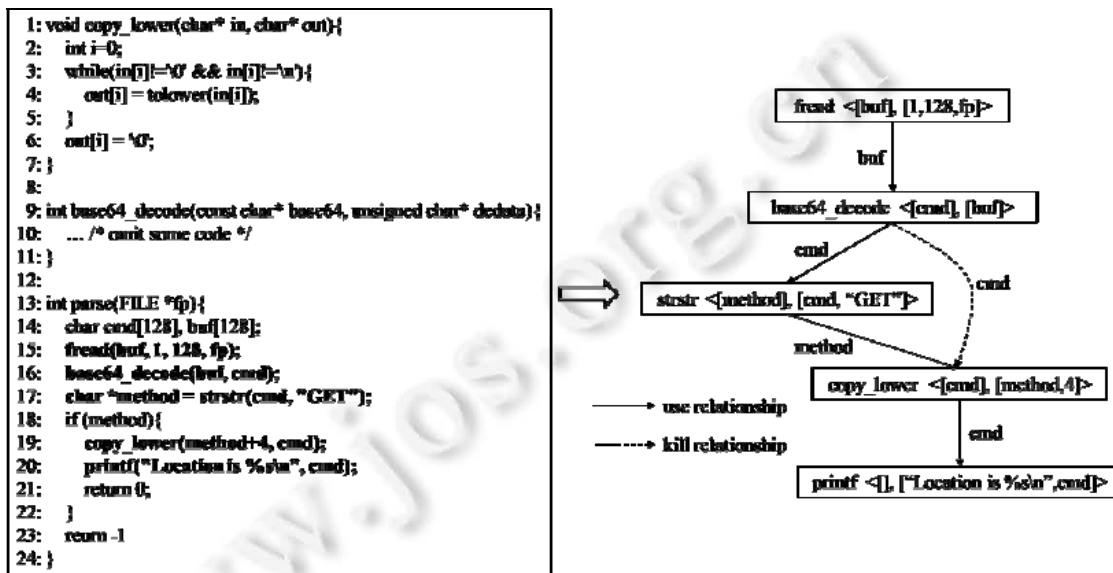 1: void copy_lower(char* in, char* out){
2: int i=0;
3: while(in[i]!='\0' && in[i]!='\n'){
4: out[i] = tolower(in[i]);
5: }
6: out[i] = '\0';
7: }
8:
9: int base64_decode(const char* base64, unsigned char* dedata){
10: ... /* omit some code */
11: }
12:
13: int parse(FILE *fp){
14: char cmd[128], buf[128];
15: fread(buf, 1, 128, fp);
16: base64_decode(buf, cmd);
17: char *method = strstr(cmd, "GET");
18: if (method){
19: copy_lower(method+4, cmd);
20: printf("Location is %s\n", cmd);
21: return 0;
22: }
23: reurn -1
24: }
fread <[buf], [1,128,fp]>
buf
base64_decode <[cmd], [buf]>
cmd
cmd
strstr <[method], [cmd, "GET"]>
method
copy_lower <[cmd], [method,4]>
use relationship
cmd
kill relationship
printf <[], ["Location is %s\n",cmd]>
www.jos.org.cn